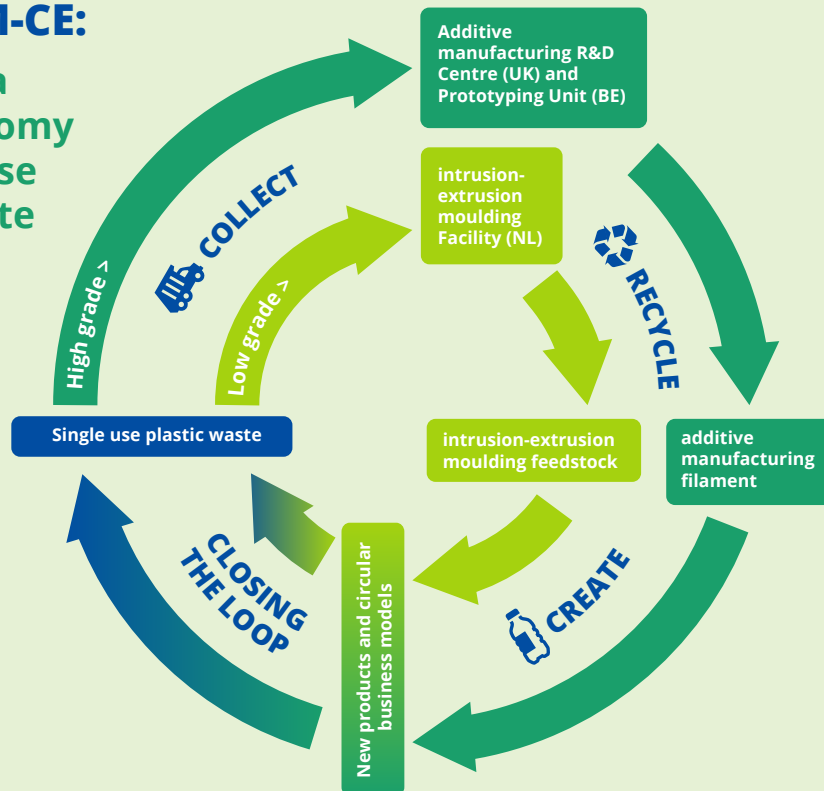 I-CE:
a
omy
se
te
Additive
manufacturing R&D
Centre (UK) and
Prototyping Unit (BE)
intrusion-
extrusion
moulding
Facility (NL)
COLLECT
RECYCLE
High grade >
Low grade >
Single use plastic waste
intrusion-extrusion
moulding feedstock
additive
manufacturing
filament
CLOSING
THE LOOP
New products and circular
business models
CREATE